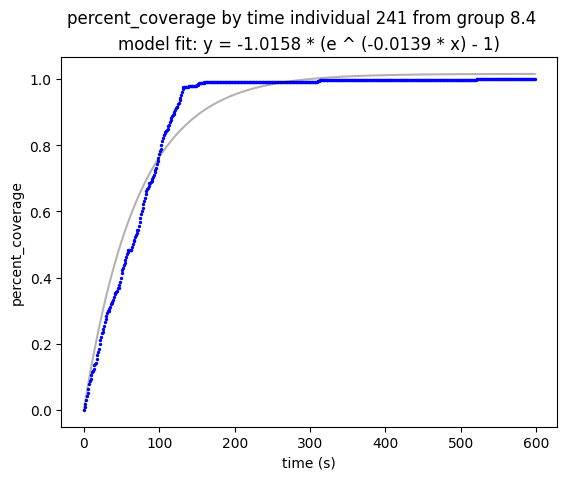 percent_coverage by time individual 241 from group 8.4
model fit: y = -1.0158 * (e ^ (-0.0139 * x) - 1)
1.0
0.8
0.6
0.4
0.2
0.0
percent_coverage
0 100 200 300 400 500 600
time (s)